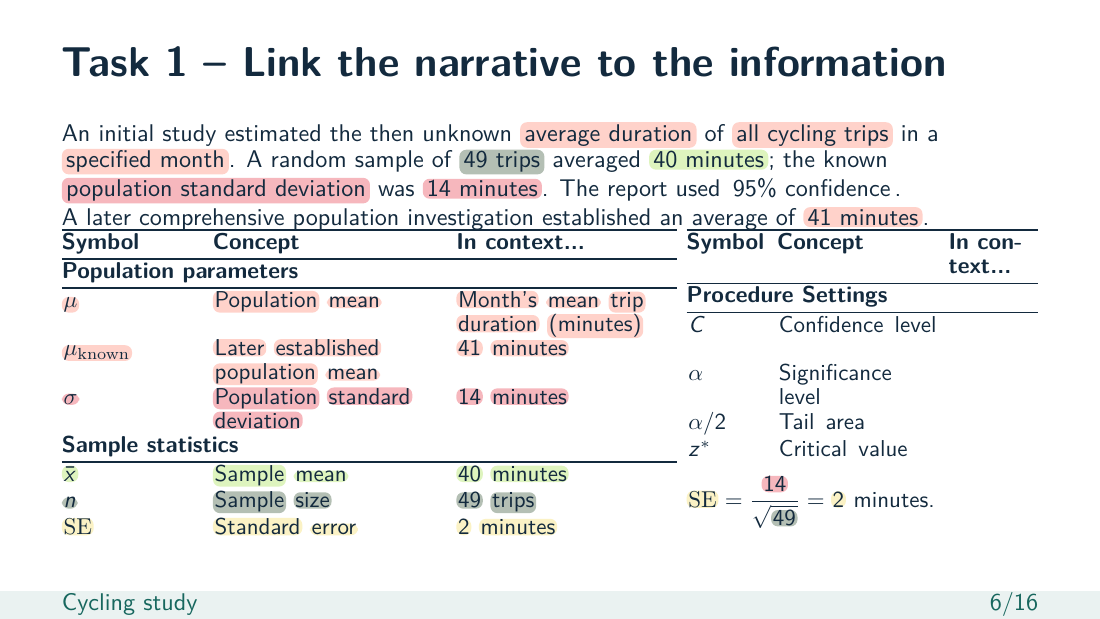 Task 1 – Link the narrative to the information
An initial study estimated the then unknown average duration of all cycling trips in a
specified month. A random sample of 49 trips averaged 40 minutes; the known
population standard deviation was 14 minutes. The report used 95% confidence.
A later comprehensive population investigation established an average of 41 minutes.
Symbol Concept In context...
Population parameters
μ Population mean Month's mean trip
duration (minutes)
μknown Later established 41 minutes
population mean
σ Population standard 14 minutes
deviation
Sample statistics
x̄ Sample mean 40 minutes
n Sample size 49 trips
SE Standard error 2 minutes
Symbol Concept In con-
text...
Procedure Settings
C Confidence level
α Significance
level
α/2 Tail area
z* Critical value
SE = 14/√49 = 2 minutes.
Cycling study 6/16